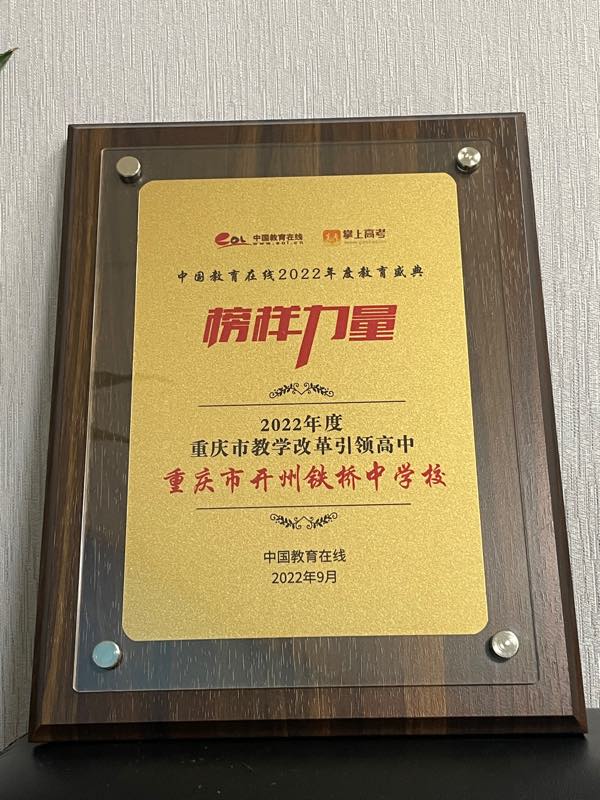 eol 中国教育在线 掌上高考
www.eol.cn
中国教育在线2022年度教育盛典
榜样力量
2022年度
重庆市教学改革引领高中
重庆市开州铁桥中学校
中国教育在线
2022年9月